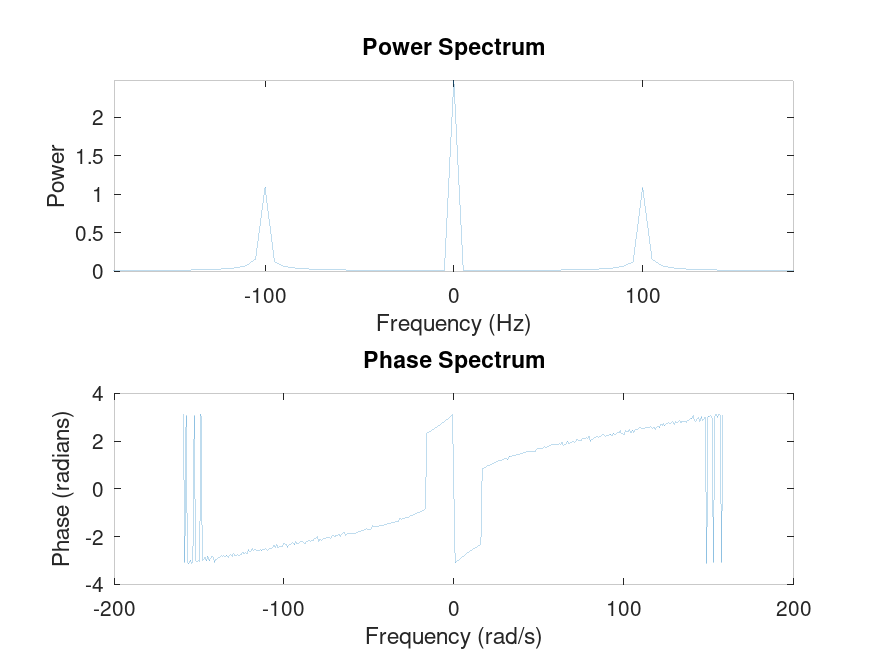 Power Spectrum
2
1.5
1
0.5
0
Power
-100 0 100
Frequency (Hz)
Phase Spectrum
4
2
0
-2
-4
Phase (radians)
-200 -100 0 100 200
Frequency (rad/s)